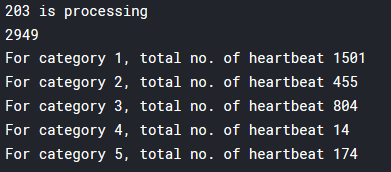 203 is processing
2949
For category 1, total no. of heartbeat 1501
For category 2, total no. of heartbeat 455
For category 3, total no. of heartbeat 804
For category 4, total no. of heartbeat 14
For category 5, total no. of heartbeat 174